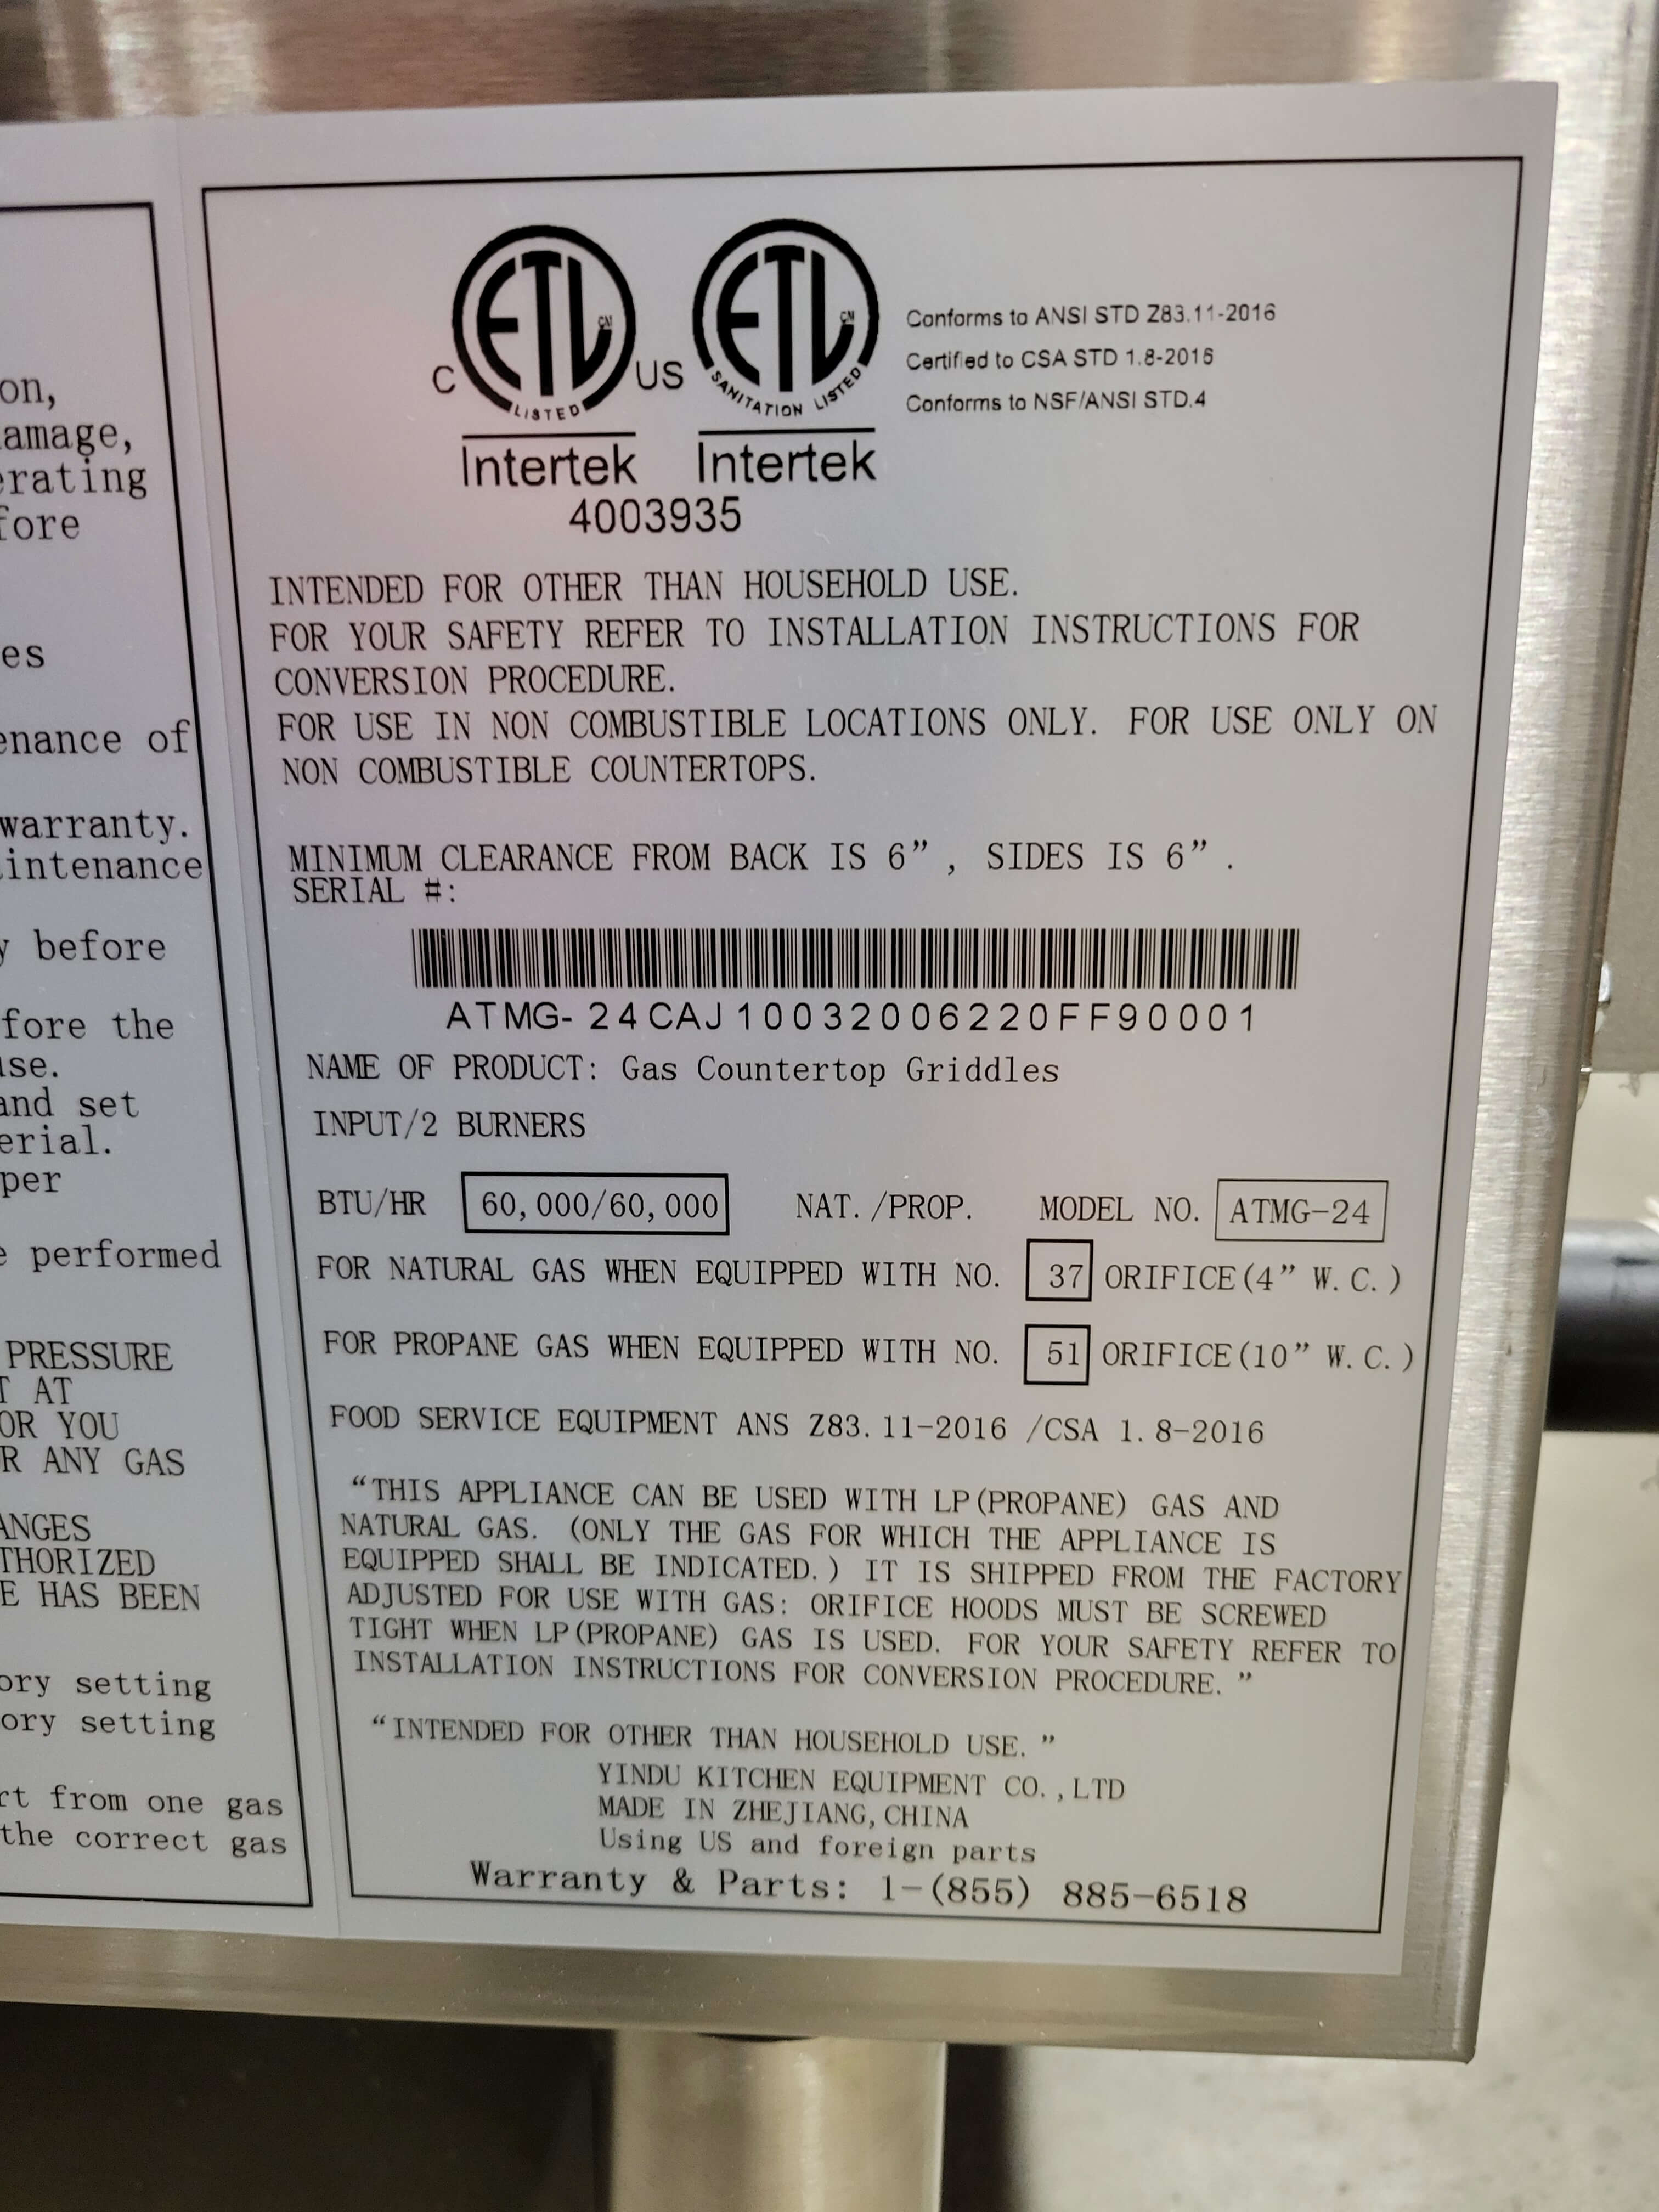 on,
amage,
erating
fore
es
enance of
warranty.
intenance
y before
fore the
use.
and set
erial.
per
e performed
PRESSURE
T AT
OR YOU
R ANY GAS
ANGES
THORIZED
E HAS BEEN
ory setting
ory setting
rt from one gas
the correct gas
C ETL CM LISTED US
ETL CM SANITATION LISTED
Intertek Intertek
4003935
Conforms to ANSI STD Z83.11-2016
Certified to CSA STD 1.8-2016
Conforms to NSF/ANSI STD.4
INTENDED FOR OTHER THAN HOUSEHOLD USE.
FOR YOUR SAFETY REFER TO INSTALLATION INSTRUCTIONS FOR
CONVERSION PROCEDURE.
FOR USE IN NON COMBUSTIBLE LOCATIONS ONLY. FOR USE ONLY ON
NON COMBUSTIBLE COUNTERTOPS.
MINIMUM CLEARANCE FROM BACK IS 6”, SIDES IS 6”.
SERIAL #:
ATMG-24CAJ10032006220FF90001
NAME OF PRODUCT: Gas Countertop Griddles
INPUT/2 BURNERS
BTU/HR 60,000/60,000 NAT./PROP. MODEL NO. ATMG-24
FOR NATURAL GAS WHEN EQUIPPED WITH NO. 37 ORIFICE(4” W.C.)
FOR PROPANE GAS WHEN EQUIPPED WITH NO. 51 ORIFICE(10” W.C.)
FOOD SERVICE EQUIPMENT ANS Z83.11-2016 /CSA 1.8-2016
“THIS APPLIANCE CAN BE USED WITH LP(PROPANE) GAS AND
NATURAL GAS. (ONLY THE GAS FOR WHICH THE APPLIANCE IS
EQUIPPED SHALL BE INDICATED.) IT IS SHIPPED FROM THE FACTORY
ADJUSTED FOR USE WITH GAS: ORIFICE HOODS MUST BE SCREWED
TIGHT WHEN LP(PROPANE) GAS IS USED. FOR YOUR SAFETY REFER TO
INSTALLATION INSTRUCTIONS FOR CONVERSION PROCEDURE.”
“INTENDED FOR OTHER THAN HOUSEHOLD USE.”
YINDU KITCHEN EQUIPMENT CO.,LTD
MADE IN ZHEJIANG,CHINA
Using US and foreign parts
Warranty & Parts: 1-(855) 885-6518